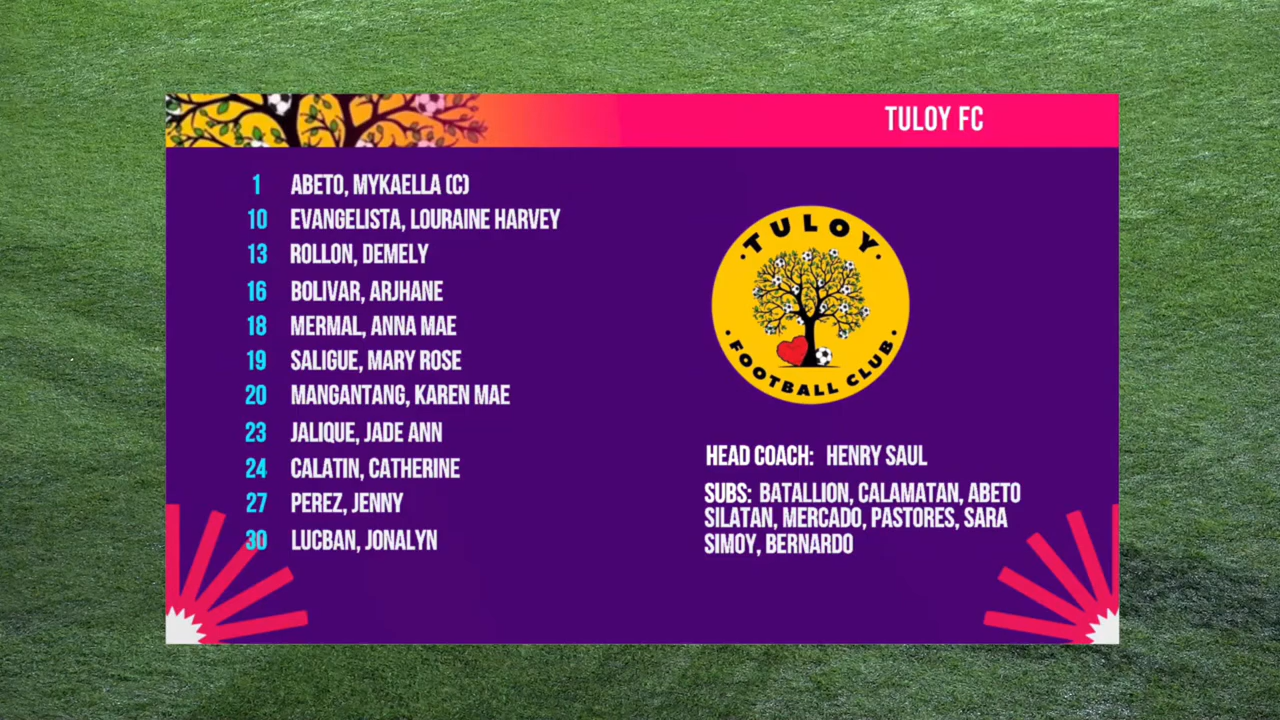 TULOY FC
1 ABETO, MYKAELLA (C)
10 EVANGELISTA, LOURAINE HARVEY
13 ROLLON, DEMELY
16 BOLIVAR, ARJHANE
18 MERMAL, ANNA MAE
19 SALIGUE, MARY ROSE
20 MANGANTANG, KAREN MAE
23 JALIQUE, JADE ANN
24 CALATIN, CATHERINE
27 PEREZ, JENNY
30 LUCBAN, JONALYN
· TULOY ·
· FOOTBALL CLUB ·
HEAD COACH: HENRY SAUL
SUBS: BATALLION, CALAMATAN, ABETO
SILATAN, MERCADO, PASTORES, SARA
SIMOY, BERNARDO